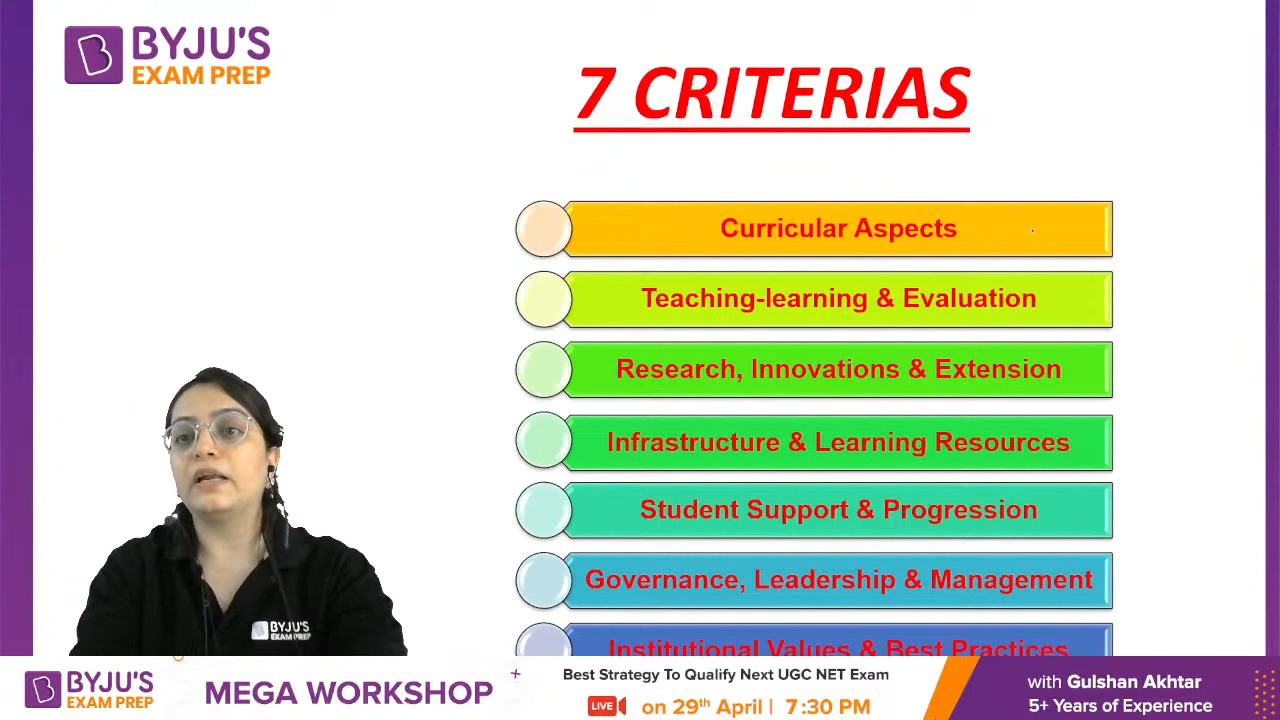 BYJU'S
EXAM PREP
7 CRITERIAS
Curricular Aspects
Teaching-learning & Evaluation
Research, Innovations & Extension
Infrastructure & Learning Resources
Student Support & Progression
Governance, Leadership & Management
Institutional Values & Best Practices
BYJU'S
EXAM PREP
BYJU'S
EXAM PREP
MEGA WORKSHOP
+ Best Strategy To Qualify Next UGC NET Exam
LIVE on 29th April | 7:30 PM
with Gulshan Akhtar
5+ Years of Experience